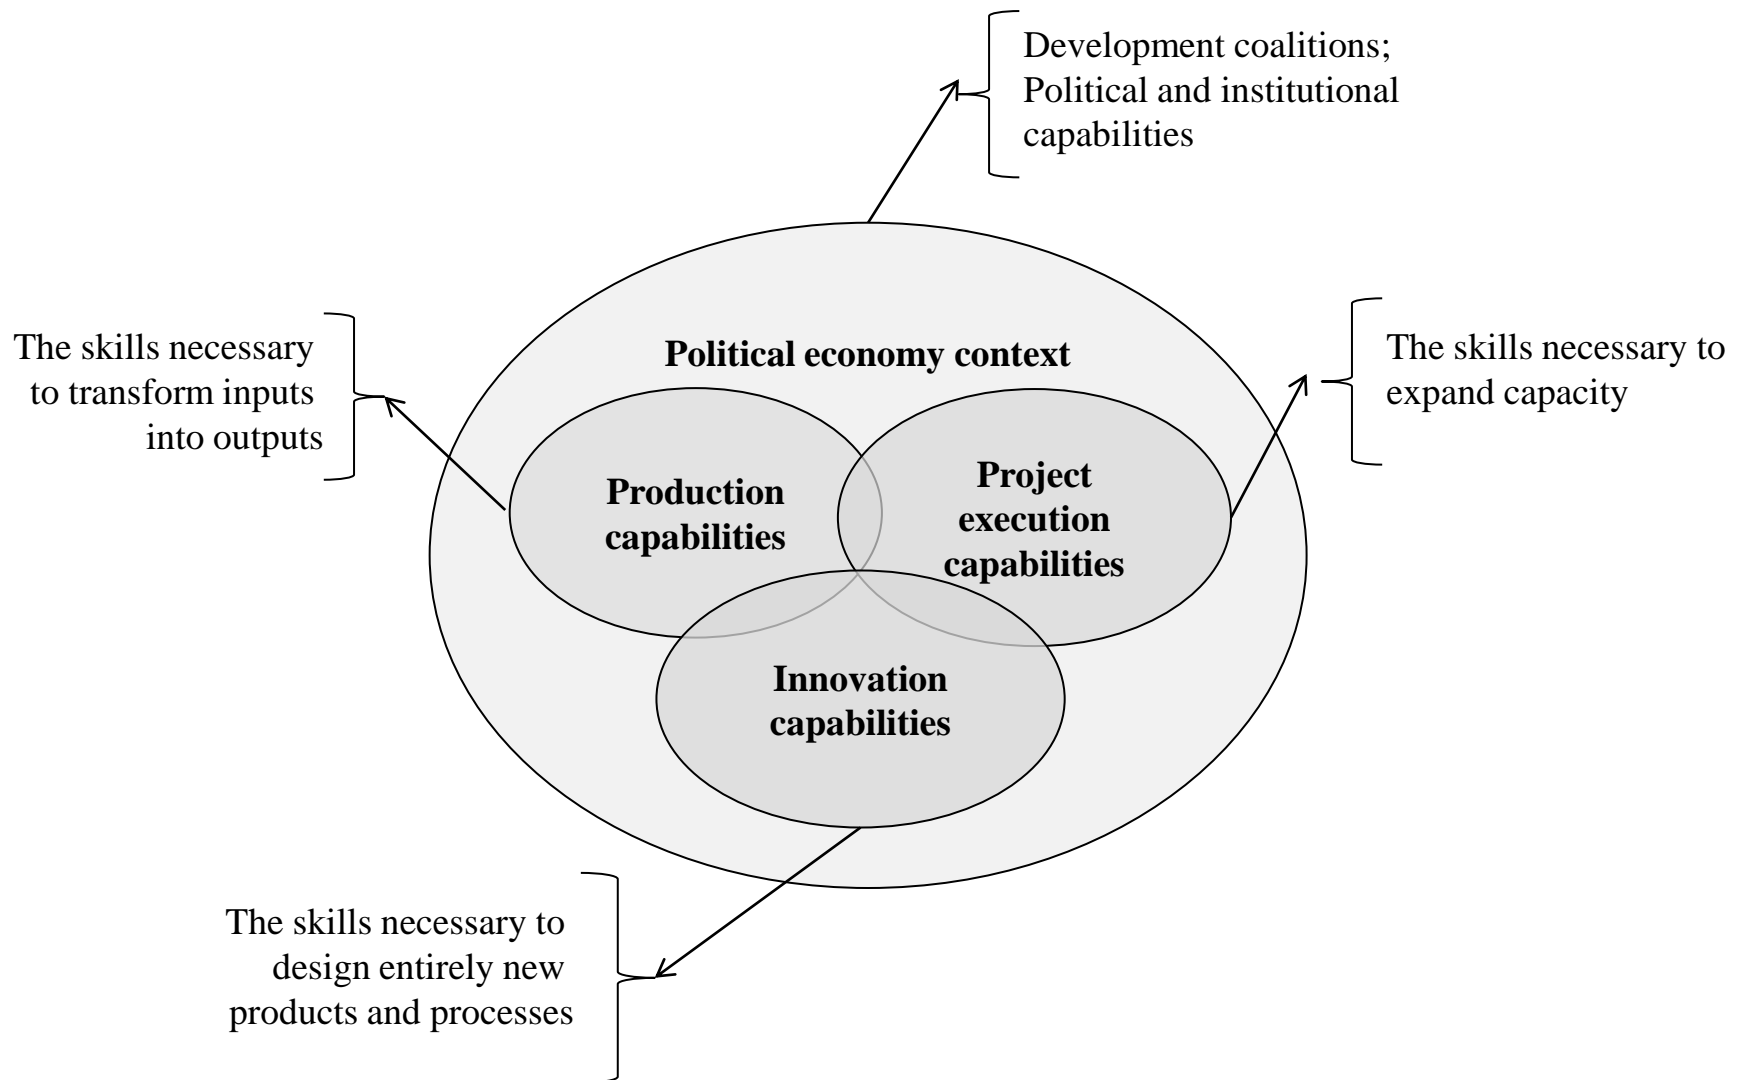 Development coalitions;
Political and institutional
capabilities
The skills necessary
to transform inputs
into outputs
The skills necessary to
expand capacity
Political economy context
Production
capabilities
Project
execution
capabilities
Innovation
capabilities
The skills necessary to
design entirely new
products and processes